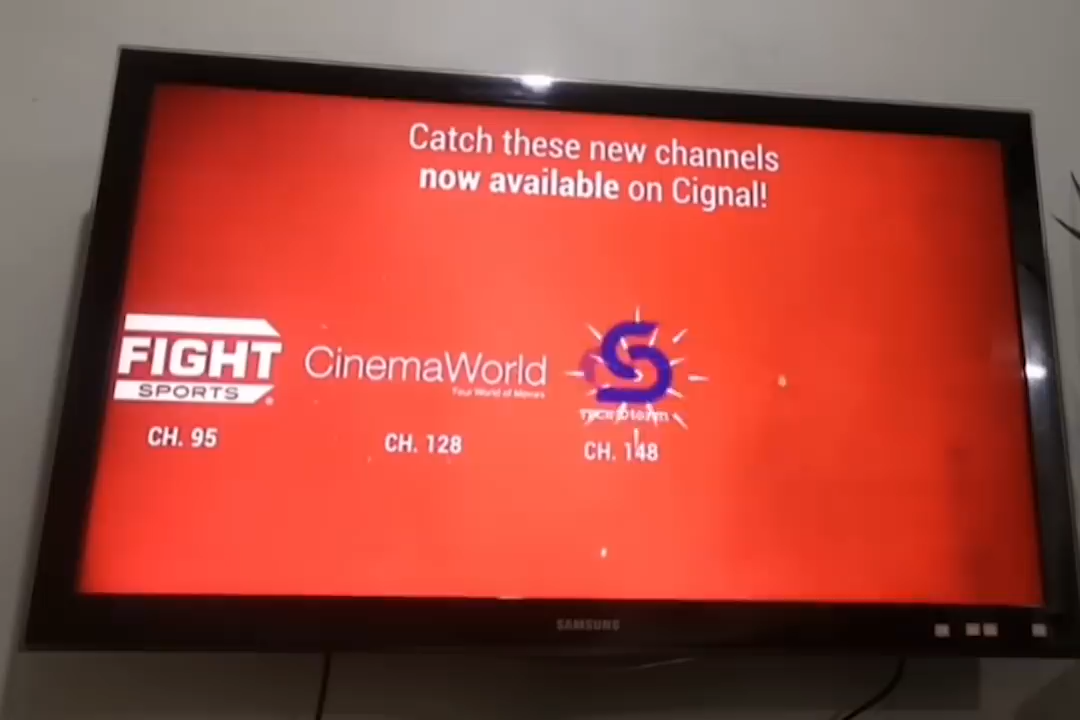 Catch these new channels
now available on Cignal!
FIGHT
SPORTS
CinemaWorld
Your World of Movies
CH. 95
CH. 128
CH. 148
SAMSUNG